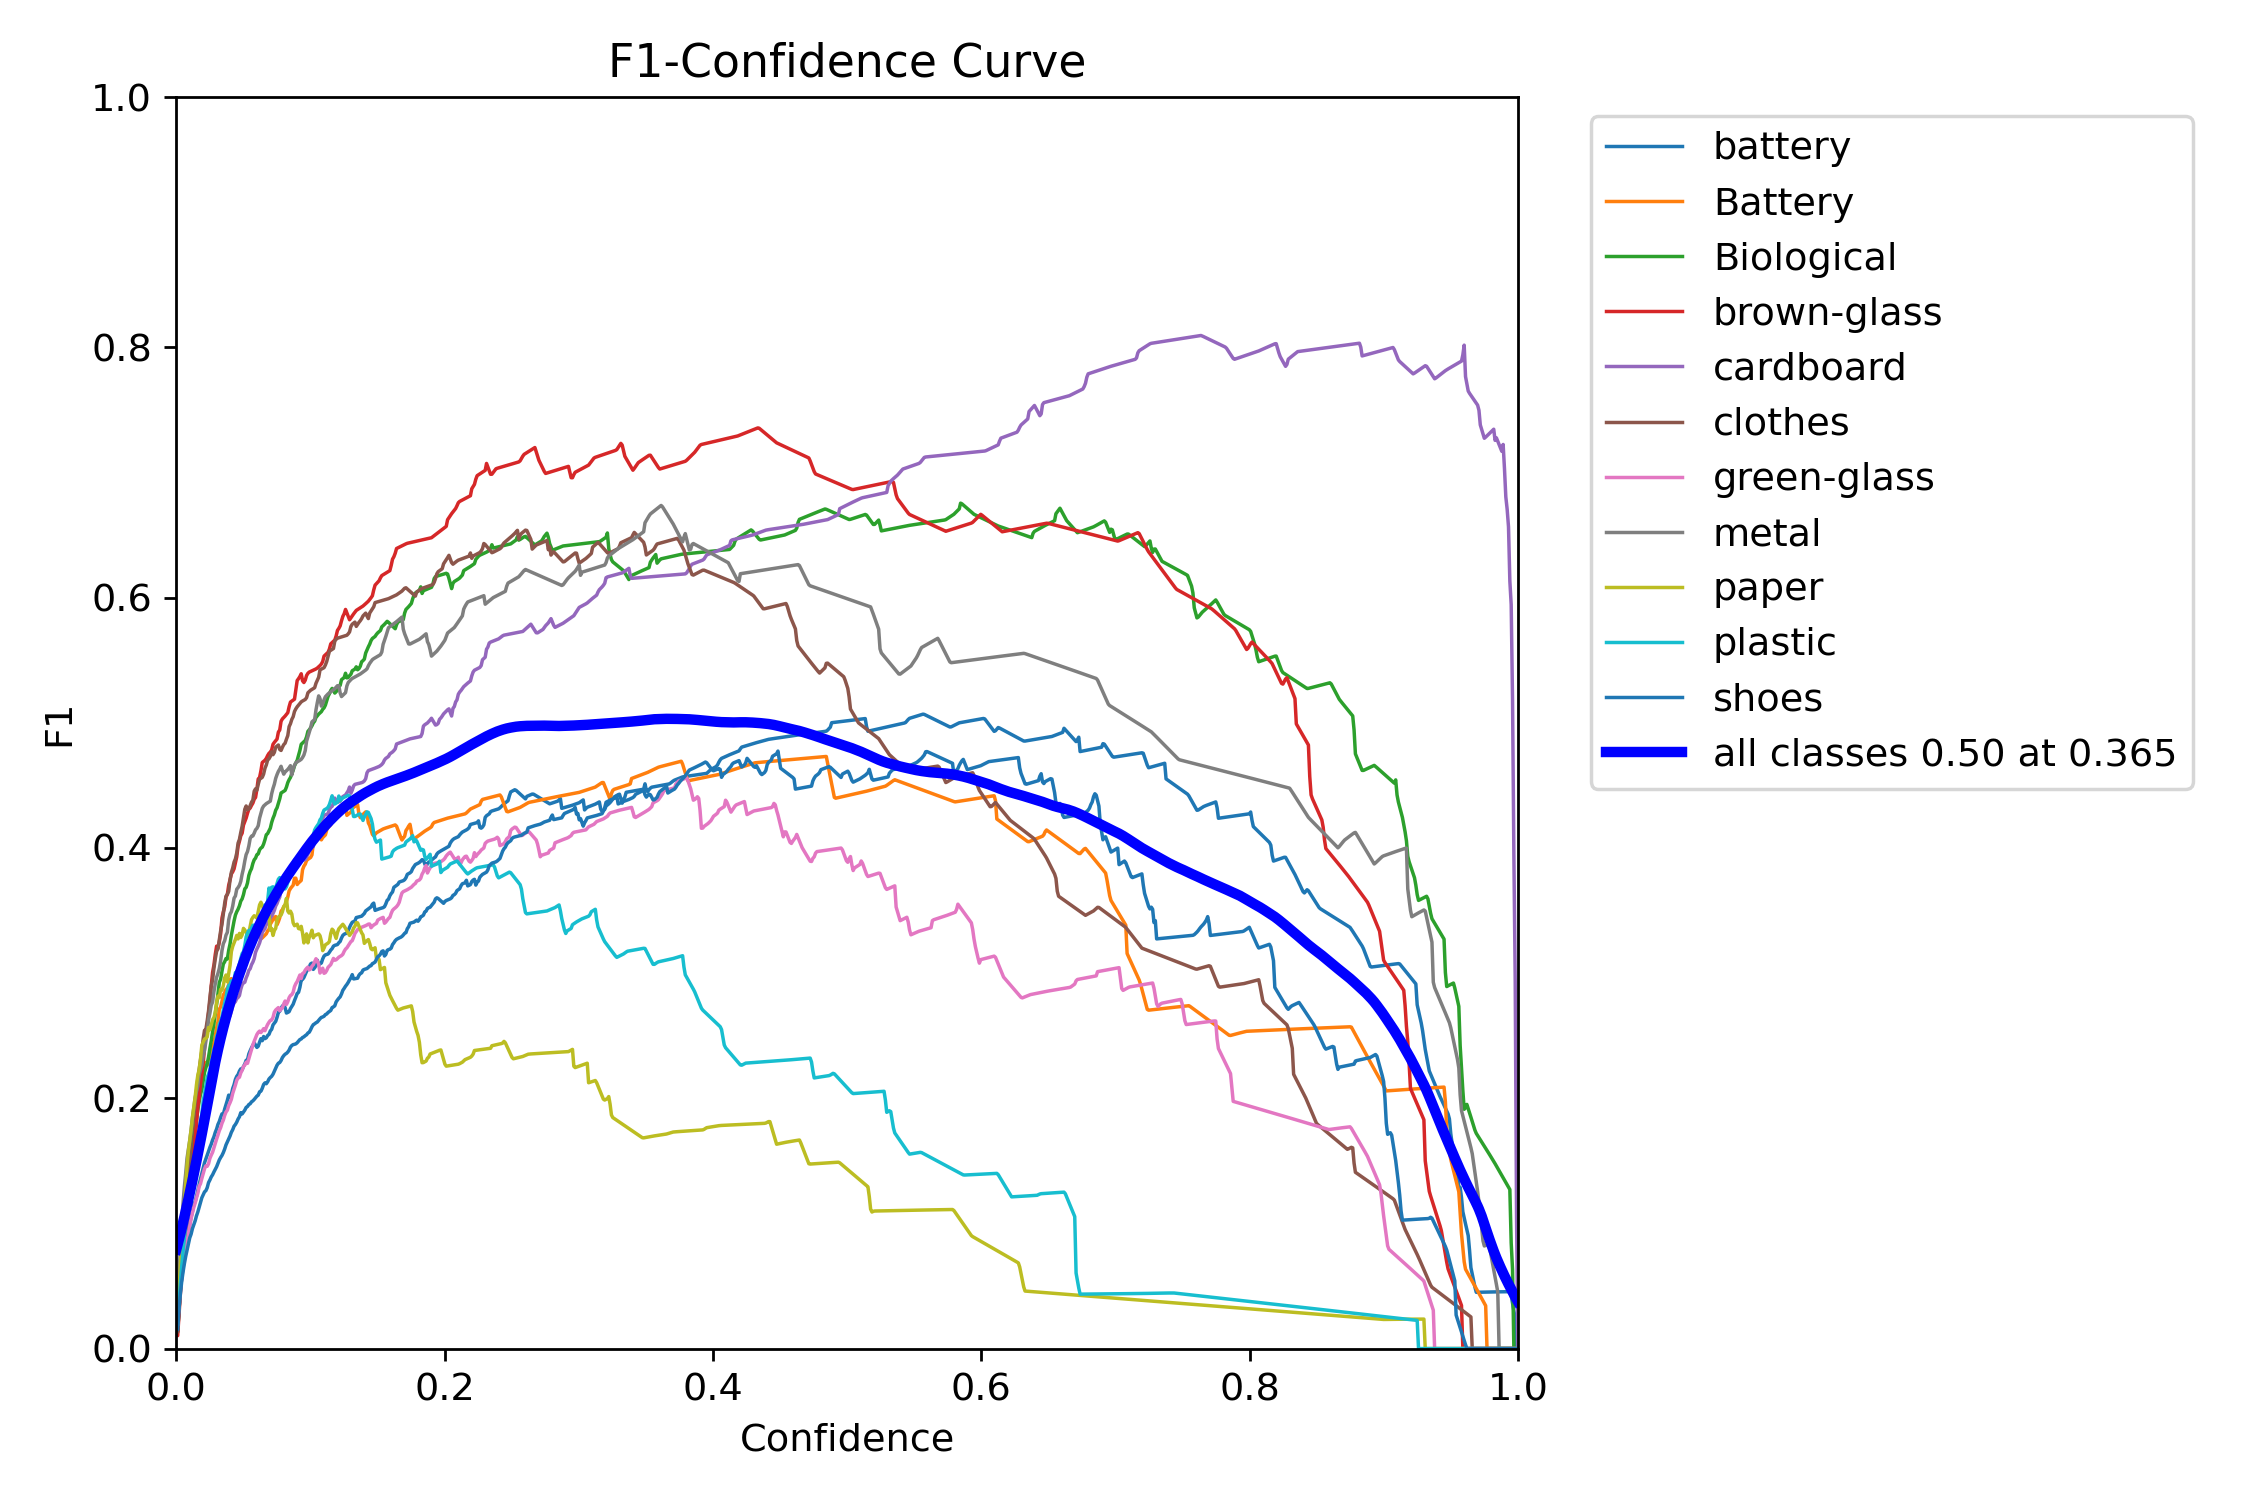 F1-Confidence Curve
1.0
0.8
0.6
0.4
0.2
0.0
F1
0.0 0.2 0.4 0.6 0.8 1.0
Confidence
battery
Battery
Biological
brown-glass
cardboard
clothes
green-glass
metal
paper
plastic
shoes
all classes 0.50 at 0.365